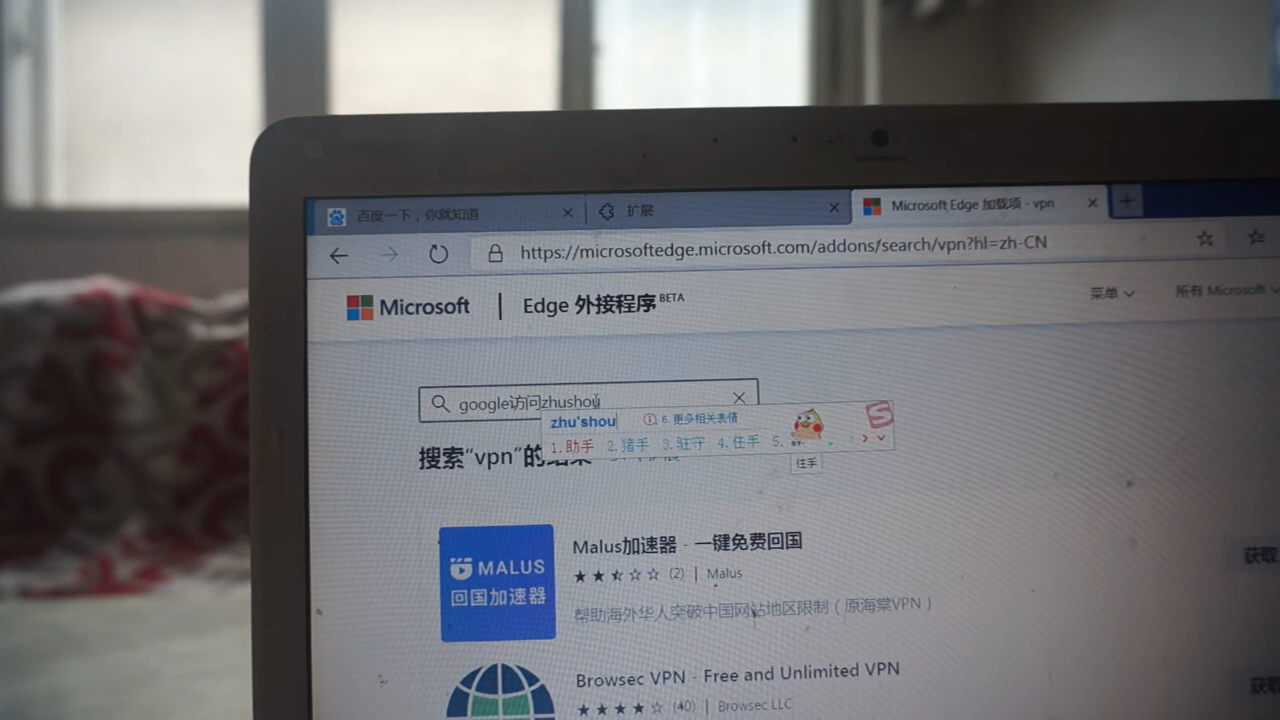 百度一下，你就知道
扩展
Microsoft Edge 加载项 - vpn
https://microsoftedge.microsoft.com/addons/search/vpn?hl=zh-CN
Microsoft | Edge 外接程序 BETA
菜单
所有 Microsoft
google访问zhushou
zhu'shou
6. 更多相关表情
1.助手 2.猪手 3.驻守 4.住手 5.
住手
搜索"vpn"的结果
MALUS
回国加速器
Malus加速器 - 一键免费回国
(2) | Malus
帮助海外华人突破中国网站地区限制（原海棠VPN）
获取
Browsec VPN - Free and Unlimited VPN
(40) | Browsec LLC
获取